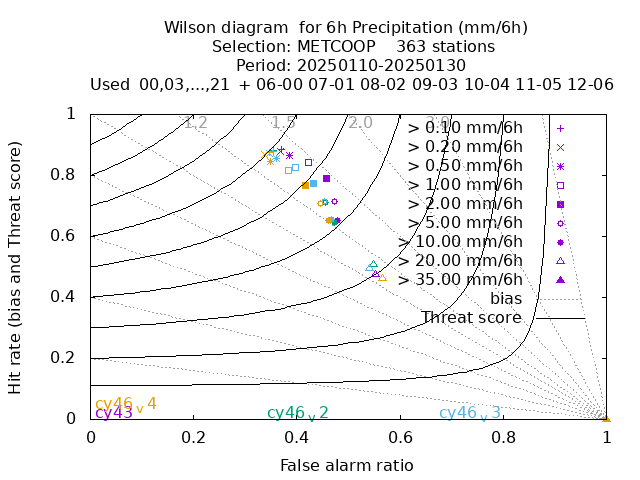 Wilson diagram for 6h Precipitation (mm/6h)
Selection: METCOOP 363 stations
Period: 20250110-20250130
Used 00,03,...,21 + 06-00 07-01 08-02 09-03 10-04 11-05 12-06
1.2 1.5 2.0 3.0
> 0.10 mm/6h
> 0.20 mm/6h
> 0.50 mm/6h
> 1.00 mm/6h
> 2.00 mm/6h
> 5.00 mm/6h
> 10.00 mm/6h
> 20.00 mm/6h
> 35.00 mm/6h
bias
Threat score
Hit rate (bias and Threat score)
1
0.8
0.6
0.4
0.2
0
cy46v4
cy43 cy46v2 cy46v3
0 0.2 0.4 0.6 0.8 1
False alarm ratio